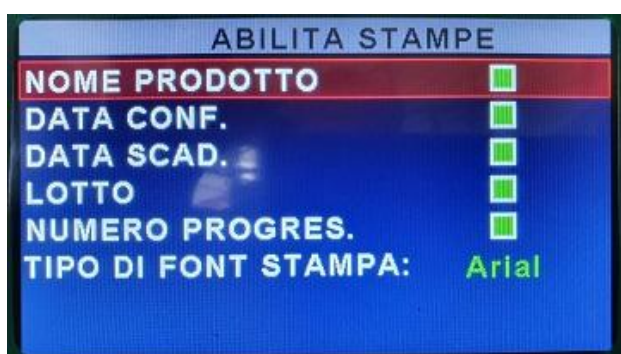 ABILITA STAMPE
NOME PRODOTTO
DATA CONF.
DATA SCAD.
LOTTO
NUMERO PROGRES.
TIPO DI FONT STAMPA: Arial